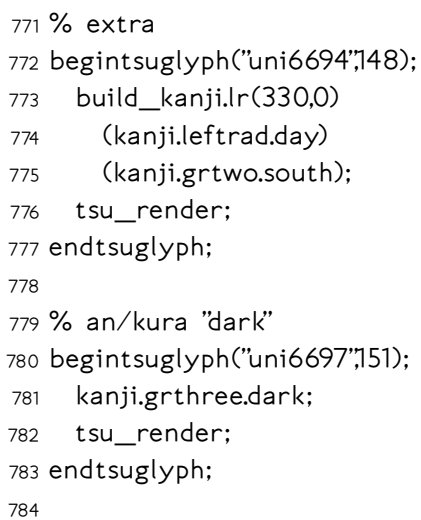 771 % extra
772 begintsuglyph("uni6694",148);
773   build_kanji.lr(330,0)
774     (kanji.leftrad.day)
775     (kanji.grtwo.south);
776   tsu_render;
777 endtsuglyph;
778
779 % an/kura "dark"
780 begintsuglyph("uni6697",151);
781   kanji.grthree.dark;
782   tsu_render;
783 endtsuglyph;
784